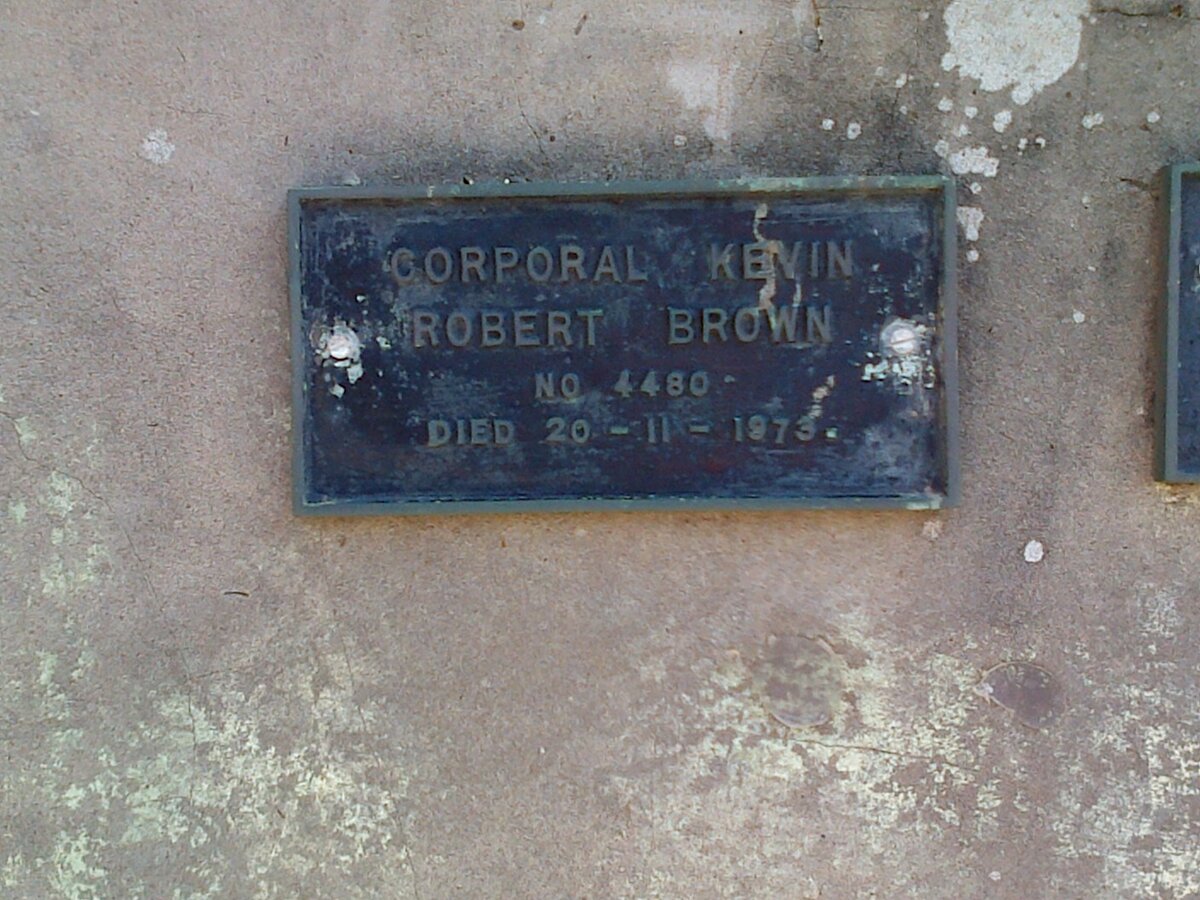 CORPORAL KEVIN
ROBERT BROWN
NO 4480
DIED 20-11-1973.